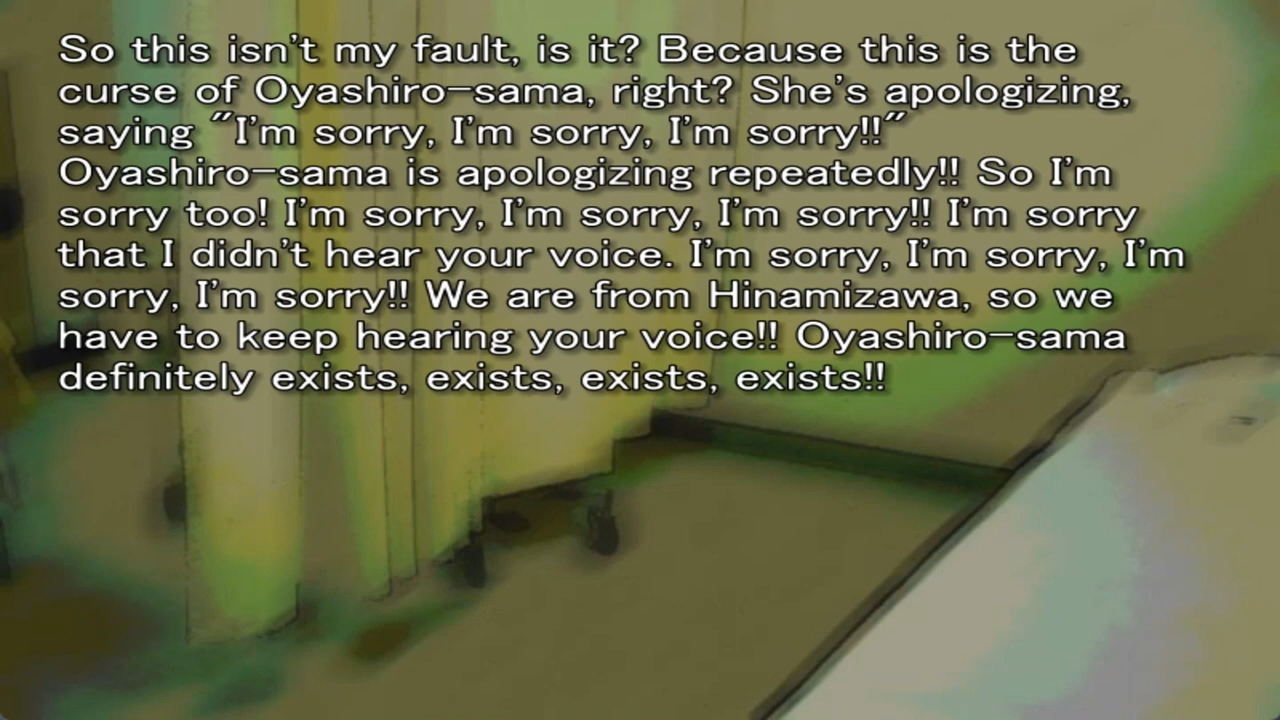 So this isn't my fault, is it? Because this is the
curse of Oyashiro-sama, right? She's apologizing,
saying "I'm sorry, I'm sorry, I'm sorry!!"
Oyashiro-sama is apologizing repeatedly!! So I'm
sorry too! I'm sorry, I'm sorry, I'm sorry!! I'm sorry
that I didn't hear your voice. I'm sorry, I'm sorry, I'm
sorry, I'm sorry!! We are from Hinamizawa, so we
have to keep hearing your voice!! Oyashiro-sama
definitely exists, exists, exists, exists!!